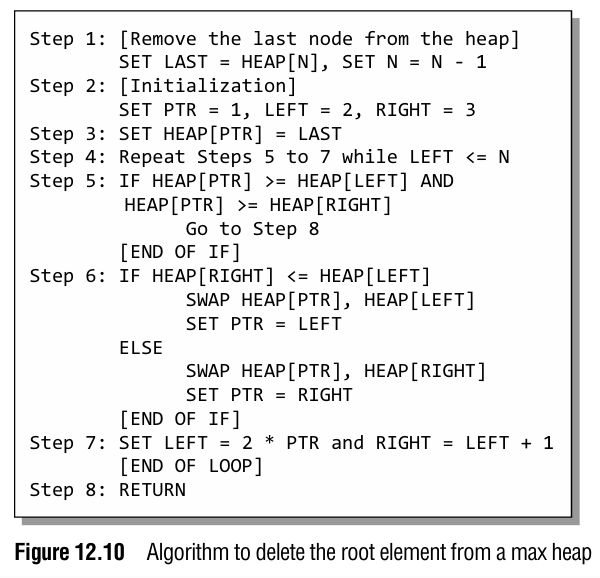 Step 1: [Remove the last node from the heap]
SET LAST = HEAP[N], SET N = N - 1
Step 2: [Initialization]
SET PTR = 1, LEFT = 2, RIGHT = 3
Step 3: SET HEAP[PTR] = LAST
Step 4: Repeat Steps 5 to 7 while LEFT <= N
Step 5: IF HEAP[PTR] >= HEAP[LEFT] AND
HEAP[PTR] >= HEAP[RIGHT]
Go to Step 8
[END OF IF]
Step 6: IF HEAP[RIGHT] <= HEAP[LEFT]
SWAP HEAP[PTR], HEAP[LEFT]
SET PTR = LEFT
ELSE
SWAP HEAP[PTR], HEAP[RIGHT]
SET PTR = RIGHT
[END OF IF]
Step 7: SET LEFT = 2 * PTR and RIGHT = LEFT + 1
[END OF LOOP]
Step 8: RETURN
Figure 12.10 Algorithm to delete the root element from a max heap